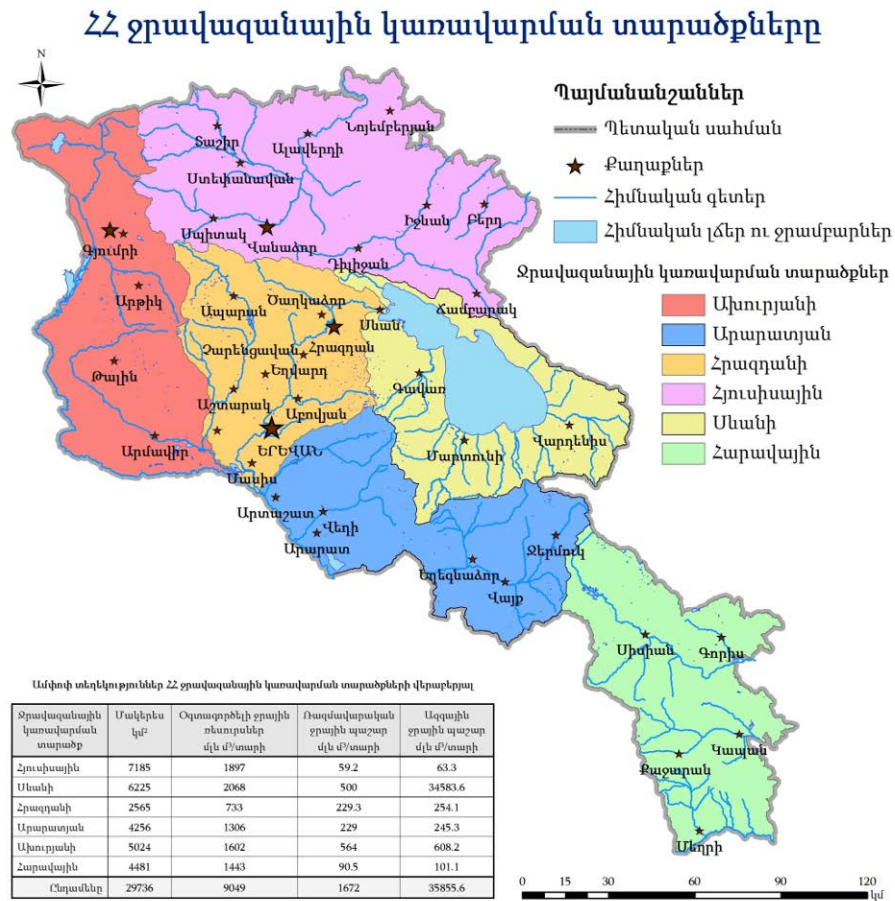 ՀՀ ջրավազանային կառավարման տարածքները
N
Պայմանանշաններ
Պետական սահման
Քաղաքներ
Հիմնական գետեր
Հիմնական լճեր ու ջրամբարներ
Ջրավազանային կառավարման տարածքներ
Ախուրյանի
Արարատյան
Հրազդանի
Հյուսիսային
Սևանի
Հարավային
Տաշիր
Ալավերդի
Նոյեմբերյան
Ստեփանավան
Իջևան
Բերդ
Սպիտակ
Վանաձոր
Գյումրի
Դիլիջան
Արթիկ
Ապարան
Ծաղկաձոր
Սևան
Ճամբարակ
Չարենցավան
Հրազդան
Թալին
Եղվարդ
Գավառ
Աշտարակ
Աբովյան
Արմավիր
ԵՐԵՎԱՆ
Մարտունի
Վարդենիս
Մասիս
Արտաշատ
Վեդի
Արարատ
Ջերմուկ
Եղեգնաձոր
Վայք
Սիսիան
Գորիս
Կապան
Քաջարան
Մեղրի
Ամփոփ տեղեկություններ ՀՀ ջրավազանային կառավարման տարածքների վերաբերյալ
Ջրավազանային կառավարման տարածք Մակերես կմ² Օգտագործելի ջրային ռեսուրսներ մլն մ³/տարի Ռազմավարական ջրային պաշար մլն մ³/տարի Ազգային ջրային պաշար մլն մ³/տարի
Հյուսիսային 7185 1897 59.2 63.3
Սևանի 6225 2068 500 34583.6
Հրազդանի 2565 733 229.3 254.1
Արարատյան 4256 1306 229 245.3
Ախուրյանի 5024 1602 564 608.2
Հարավային 4481 1443 90.5 101.1
Ընդամենը 29736 9049 1672 35855.6
0 15 30 60 90 120
կմ